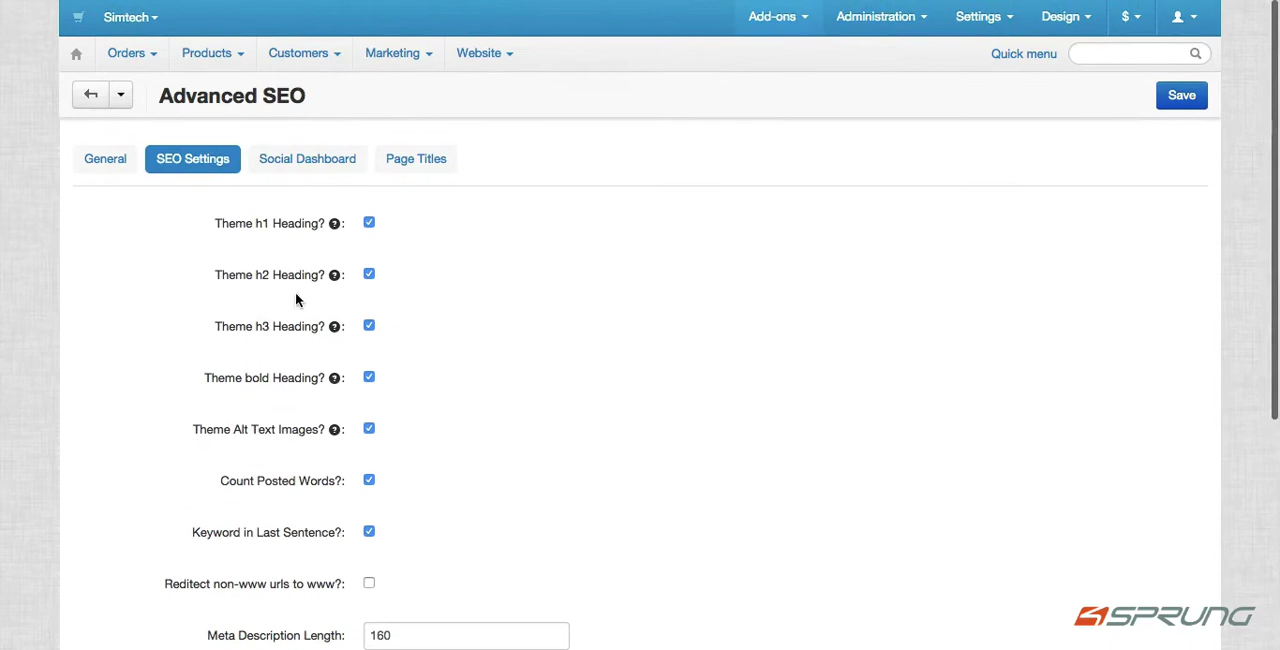 Simtech
Add-ons
Administration
Settings
Design
$
Orders
Products
Customers
Marketing
Website
Quick menu
Advanced SEO
Save
General
SEO Settings
Social Dashboard
Page Titles
Theme h1 Heading? ?:
Theme h2 Heading? ?:
Theme h3 Heading? ?:
Theme bold Heading? ?:
Theme Alt Text Images? ?:
Count Posted Words?:
Keyword in Last Sentence?:
Reditect non-www urls to www?:
Meta Description Length: 160
SPRUNG